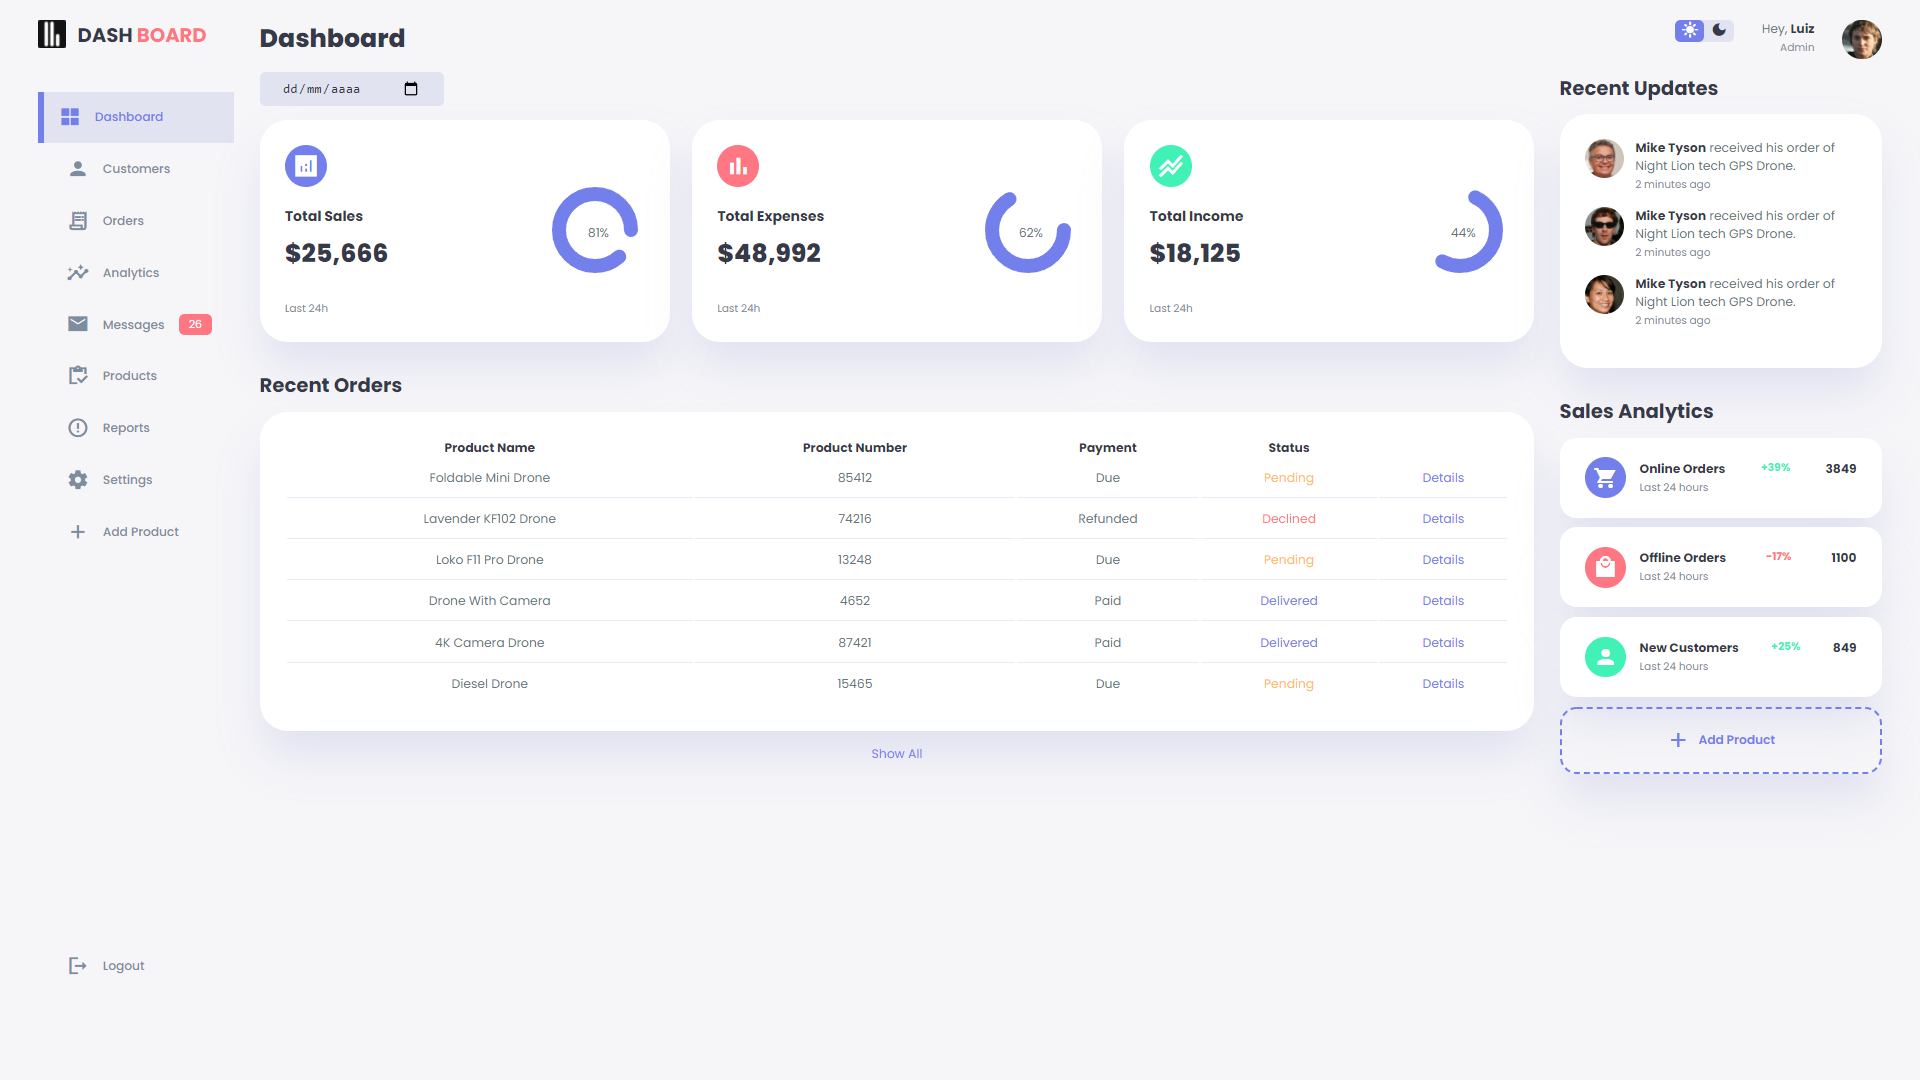 DASH BOARD
Dashboard
Customers
Orders
Analytics
Messages 26
Products
Reports
Settings
Add Product
Logout
Dashboard
dd/mm/aaaa
Total Sales
$25,666
81%
Last 24h
Total Expenses
$48,992
62%
Last 24h
Total Income
$18,125
44%
Last 24h
Recent Orders
Product Name Product Number Payment Status
Foldable Mini Drone 85412 Due Pending Details
Lavender KF102 Drone 74216 Refunded Declined Details
Loko F11 Pro Drone 13248 Due Pending Details
Drone With Camera 4652 Paid Delivered Details
4K Camera Drone 87421 Paid Delivered Details
Diesel Drone 15465 Due Pending Details
Show All
Hey, Luiz
Admin
Recent Updates
Mike Tyson received his order of
Night Lion tech GPS Drone.
2 minutes ago
Mike Tyson received his order of
Night Lion tech GPS Drone.
2 minutes ago
Mike Tyson received his order of
Night Lion tech GPS Drone.
2 minutes ago
Sales Analytics
Online Orders +39% 3849
Last 24 hours
Offline Orders -17% 1100
Last 24 hours
New Customers +25% 849
Last 24 hours
Add Product